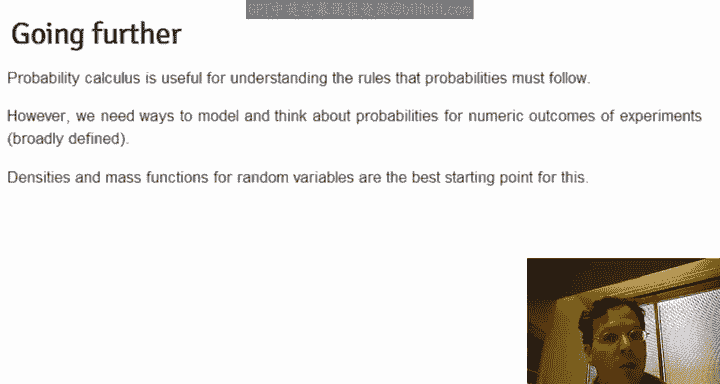 Going further
Probability calculus is useful for understanding the rules that probabilities must follow.
However, we need ways to model and think about probabilities for numeric outcomes of experiments
(broadly defined).
Densities and mass functions for random variables are the best starting point for this.